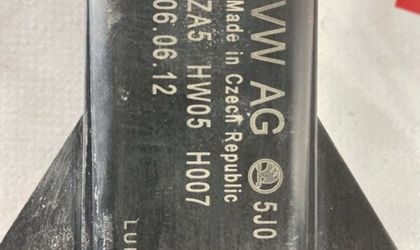 VW AG 5J0
Made in Czech Republic
ZA5 HW05 H007
06.06.12